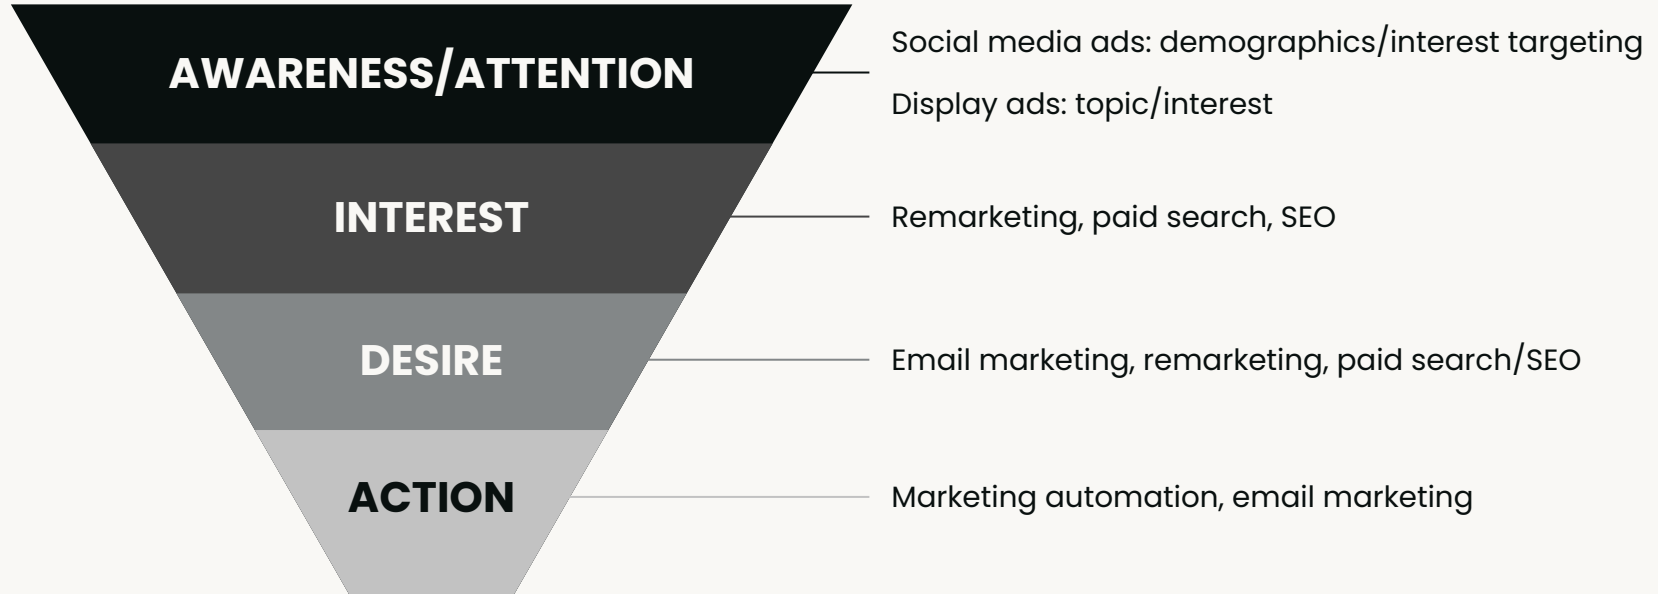 AWARENESS/ATTENTION
Social media ads: demographics/interest targeting
Display ads: topic/interest
INTEREST
Remarketing, paid search, SEO
DESIRE
Email marketing, remarketing, paid search/SEO
ACTION
Marketing automation, email marketing